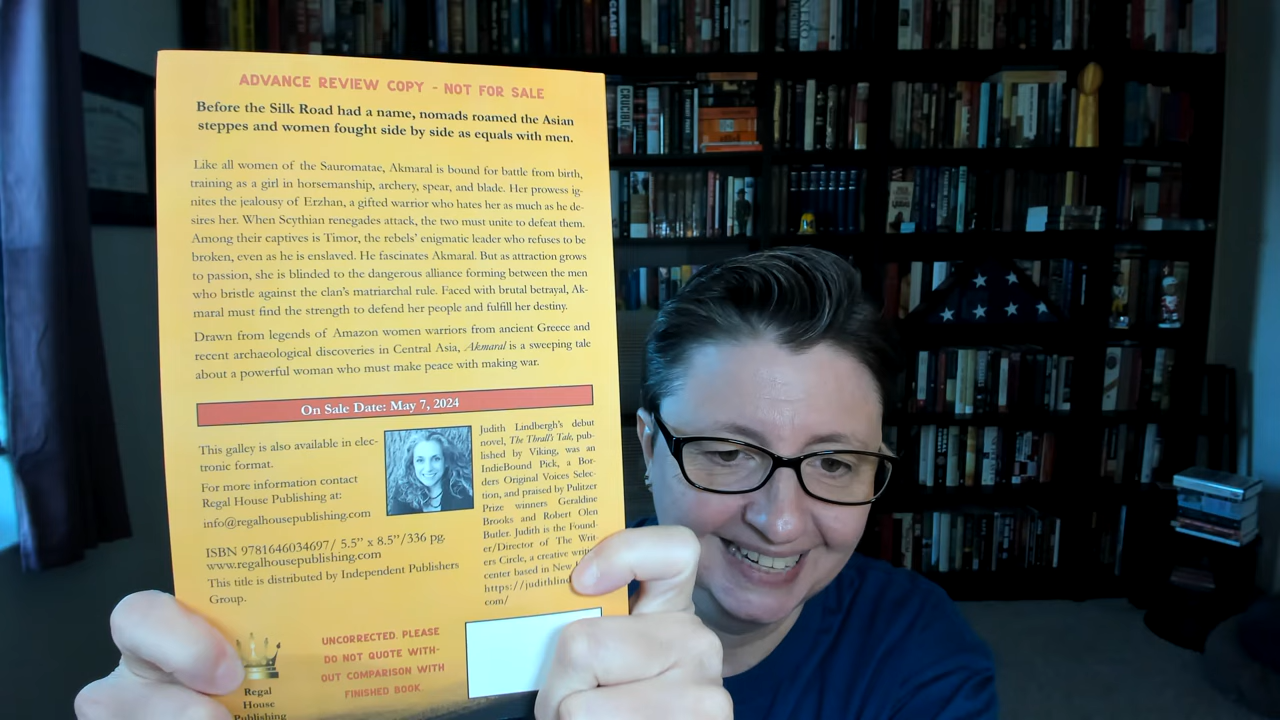 ADVANCE REVIEW COPY - NOT FOR SALE
Before the Silk Road had a name, nomads roamed the Asian
steppes and women fought side by side as equals with men.
Like all women of the Sauromatae, Akmaral is bound for battle from birth,
training as a girl in horsemanship, archery, spear, and blade. Her prowess ig-
nites the jealousy of Erzhan, a gifted warrior who hates her as much as he de-
sires her. When Scythian renegades attack, the two must unite to defeat them.
Among their captives is Timor, the rebels' enigmatic leader who refuses to be
broken, even as he is enslaved. He fascinates Akmaral. But as attraction grows
to passion, she is blinded to the dangerous alliance forming between the men
who bristle against the clan's matriarchal rule. Faced with brutal betrayal, Ak-
maral must find the strength to defend her people and fulfill her destiny.
Drawn from legends of Amazon women warriors from ancient Greece and
recent archaeological discoveries in Central Asia, Akmaral is a sweeping tale
about a powerful woman who must make peace with making war.
On Sale Date: May 7, 2024
This galley is also available in elec-
tronic format.
For more information contact
Regal House Publishing at:
info@regalhousepublishing.com
ISBN 9781646034697/ 5.5" x 8.5"/336 pg.
www.regalhousepublishing.com
This title is distributed by Independent Publishers
Group.
Judith Lindbergh's debut
novel, The Thrall's Tale, pub-
lished by Viking, was an
IndieBound Pick, a Bor-
ders Original Voices Selec-
tion, and praised by Pulitzer
Prize winners Geraldine
Brooks and Robert Olen
Butler. Judith is the Found-
er/Director of The Writ-
ers Circle, a creative
center based in New
https://judithlin
com/
Regal
House
Publishing
UNCORRECTED. PLEASE
DO NOT QUOTE WITH-
OUT COMPARISON WITH
FINISHED BOOK.
CRUCIBLE
CLASH